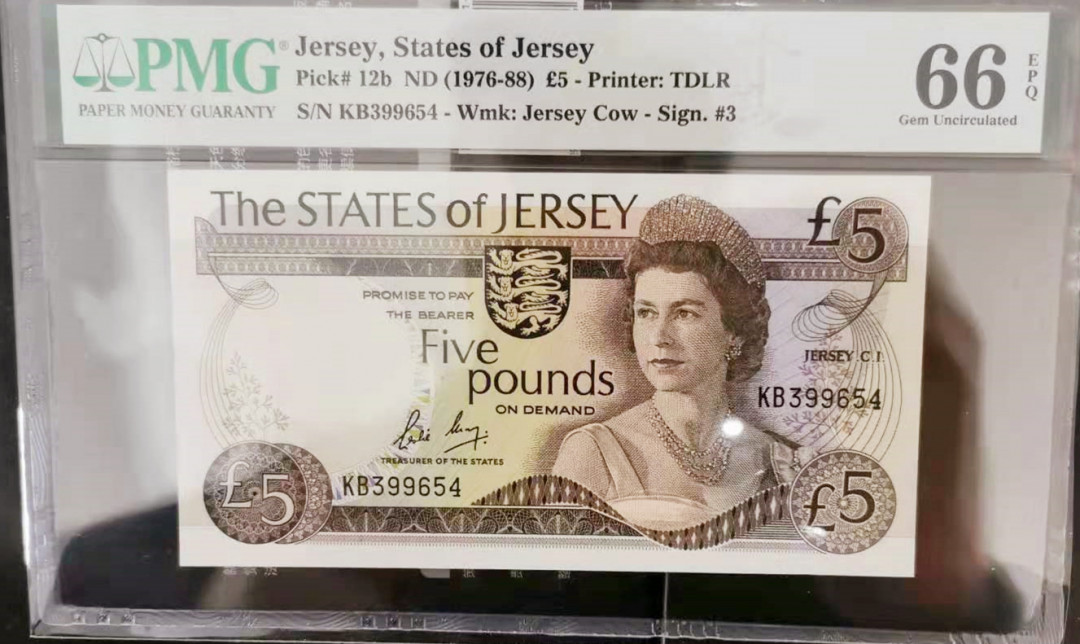 PMG®
PAPER MONEY GUARANTY
Jersey, States of Jersey
Pick# 12b ND (1976-88) £5 - Printer: TDLR
S/N KB399654 - Wmk: Jersey Cow - Sign. #3
66
EPQ
Gem Uncirculated
The STATES of JERSEY
£5
PROMISE TO PAY
THE BEARER
Five
pounds
ON DEMAND
JERSEY C.I.
KB399654
TREASURER OF THE STATES
£5
KB399654
£5